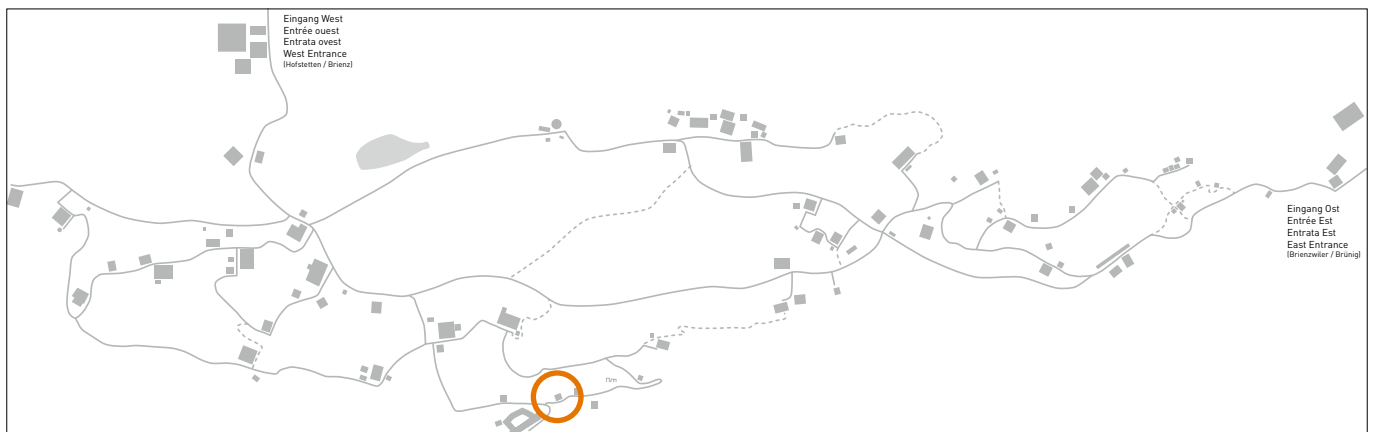 Eingang West
Entrée ouest
Entrata ovest
West Entrance
(Hofstetten / Brienz)
Eingang Ost
Entrée Est
Entrata Est
East Entrance
(Brienzwiler / Brünig)